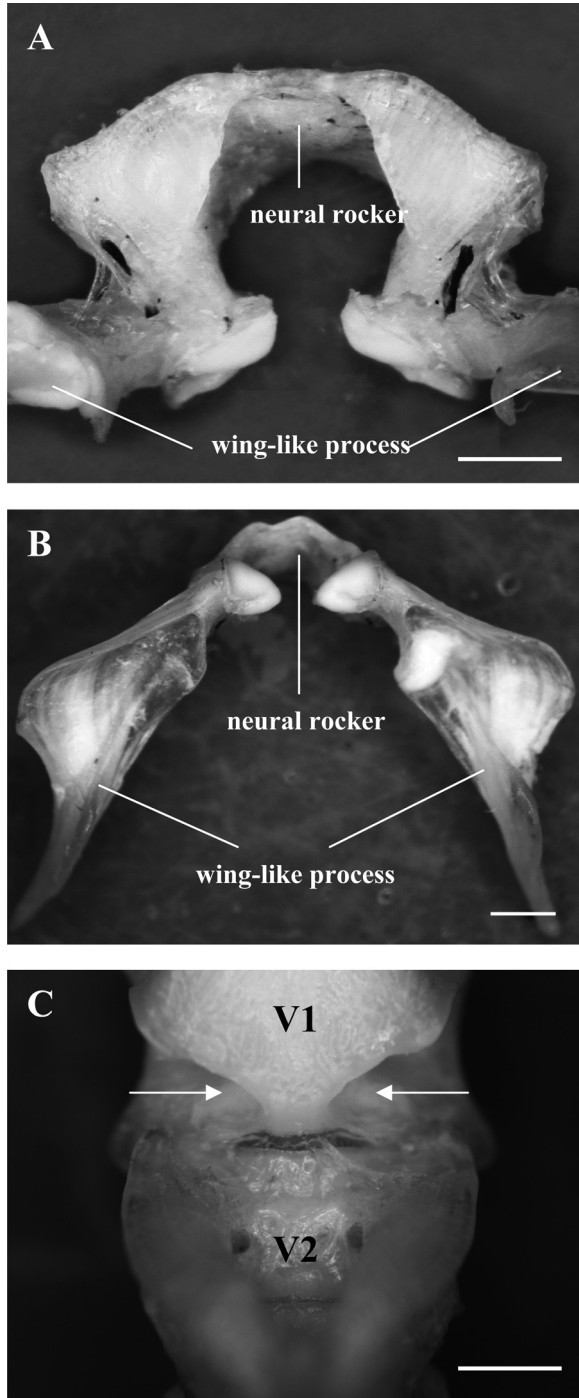 A
neural rocker
wing-like process
B
neural rocker
wing-like process
C
V1
V2